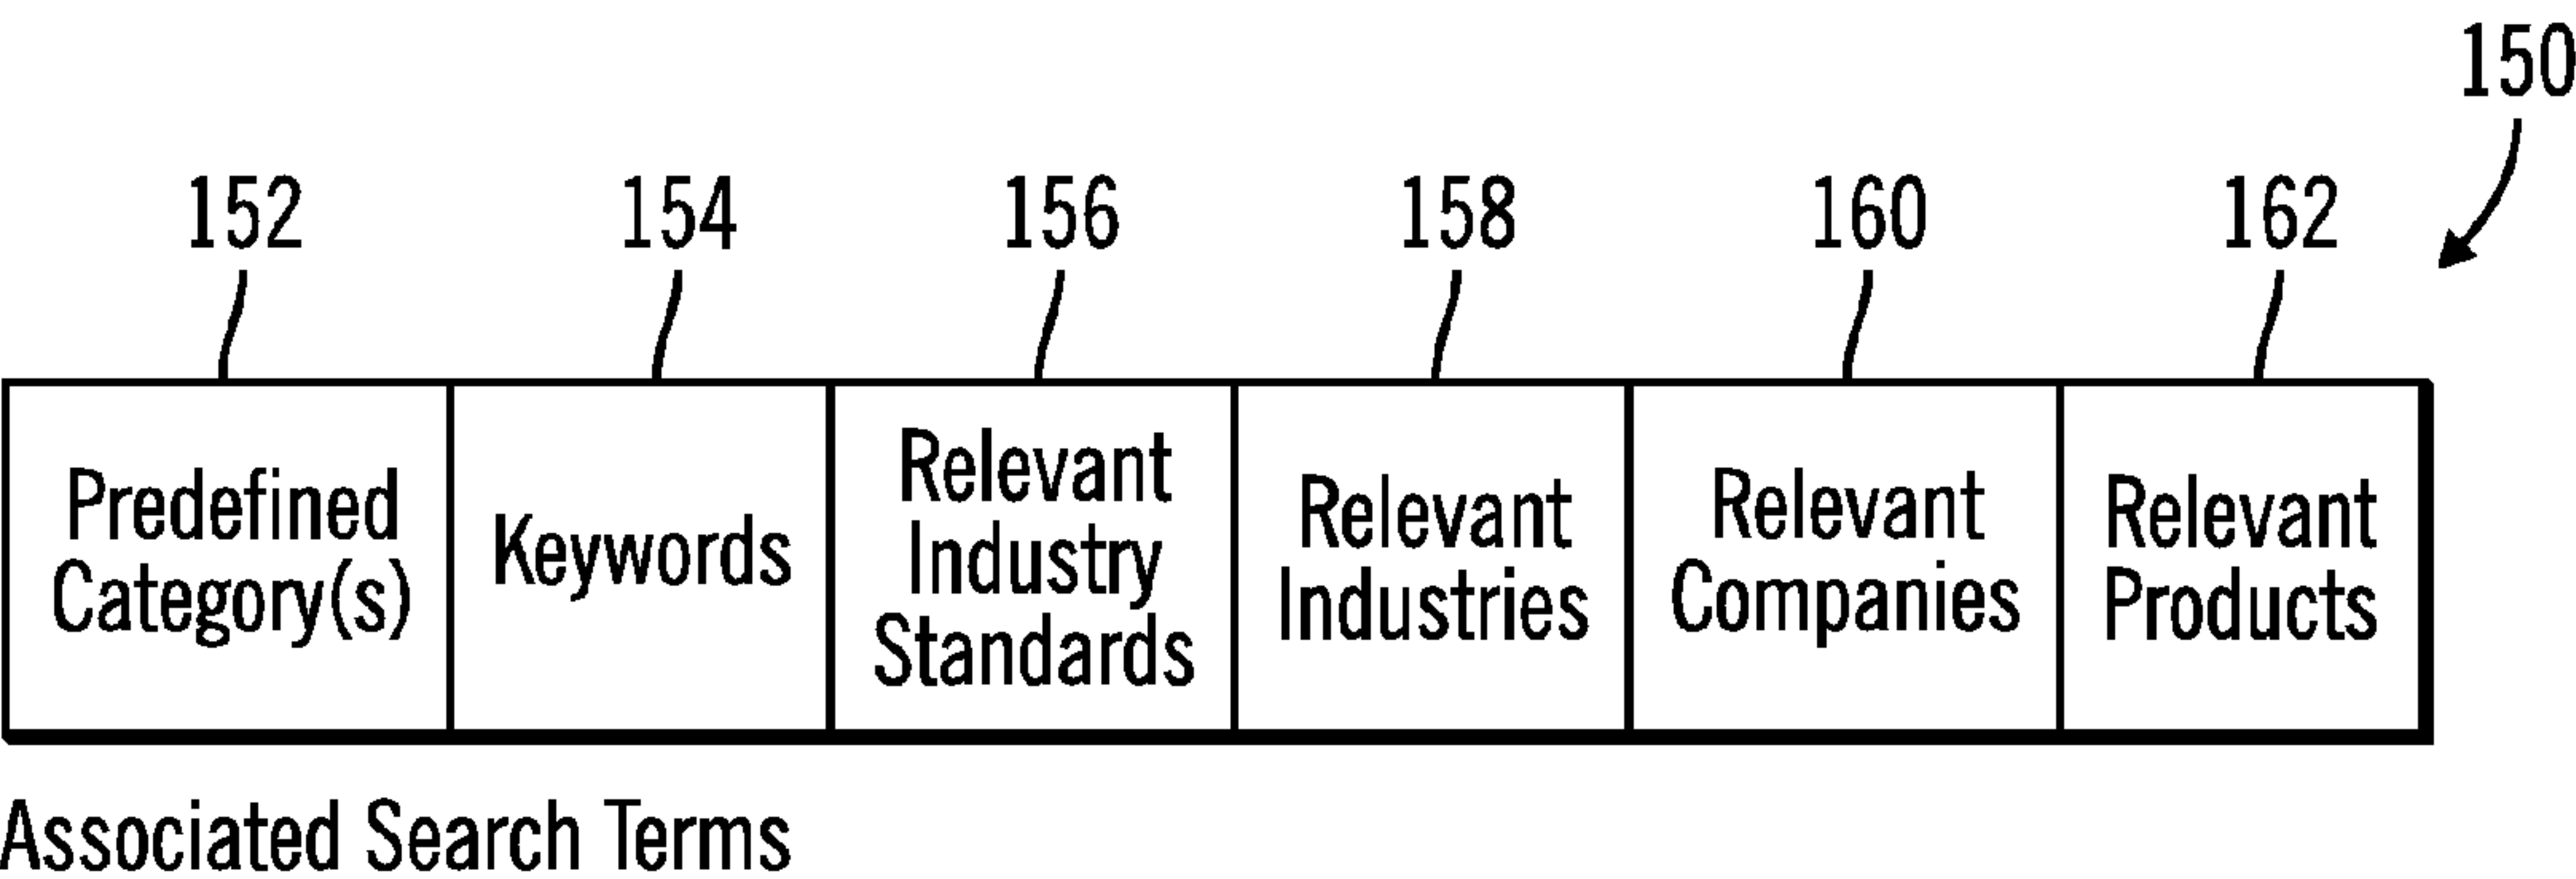 150
152
154
156
158
160
162
Predefined
Category(s)
Keywords
Relevant
Industry
Standards
Relevant
Industries
Relevant
Companies
Relevant
Products
Associated Search Terms